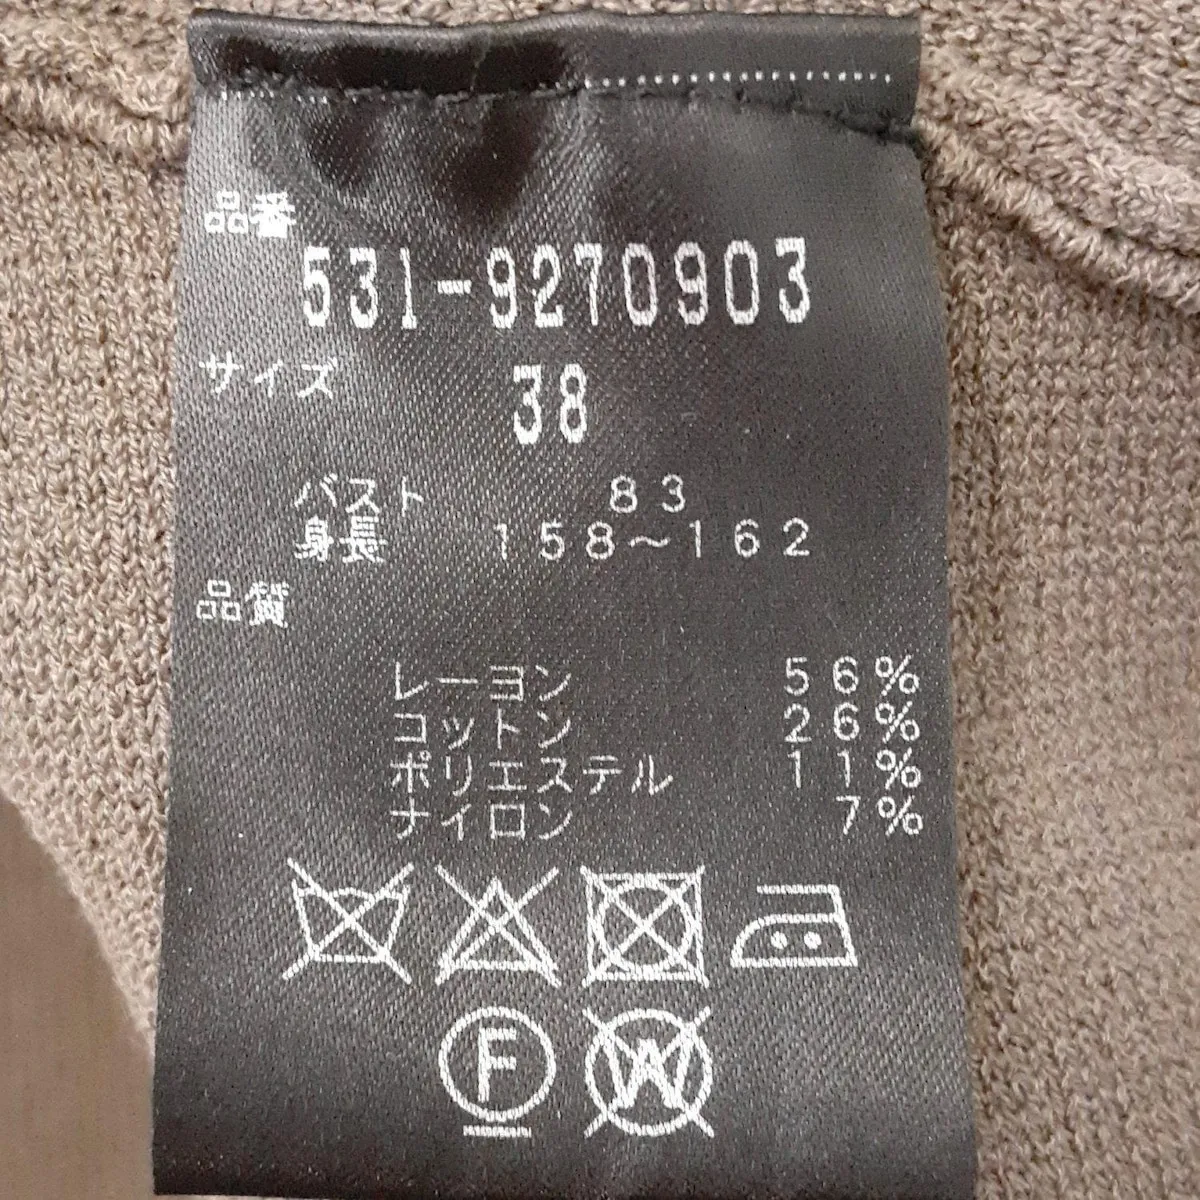 品番
531-9270903
サイズ 38
バスト 83
身長 158～162
品質
レーヨン 56%
コットン 26%
ポリエステル 11%
ナイロン 7%
F W